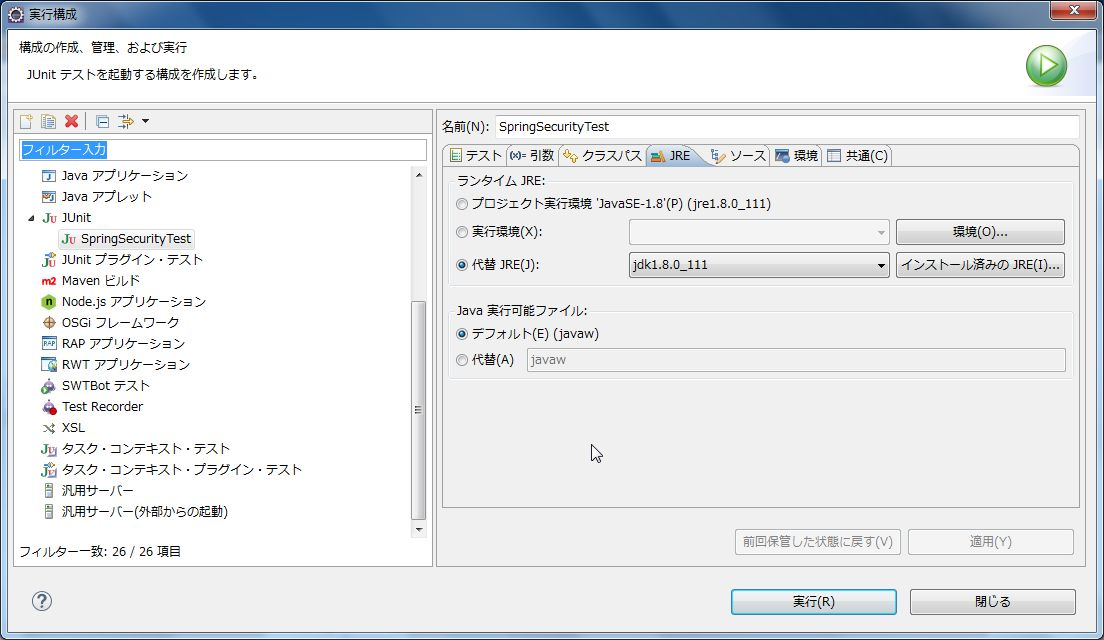 実行構成
構成の作成、管理、および実行
JUnit テストを起動する構成を作成します。
フィルター入力
Java アプリケーション
Java アプレット
JUnit
SpringSecurityTest
JUnit プラグイン・テスト
Maven ビルド
Node.js アプリケーション
OSGi フレームワーク
RAP アプリケーション
RWT アプリケーション
SWTBot テスト
Test Recorder
XSL
タスク・コンテキスト・テスト
タスク・コンテキスト・プラグイン・テスト
汎用サーバー
汎用サーバー(外部からの起動)
フィルター一致: 26 / 26 項目
名前(N): SpringSecurityTest
テスト 引数 クラスパス JRE ソース 環境 共通(C)
ランタイム JRE:
プロジェクト実行環境 'JavaSE-1.8'(P) (jre1.8.0_111)
実行環境(X): 環境(O)...
代替 JRE(J): jdk1.8.0_111 インストール済みの JRE(I)...
Java 実行可能ファイル:
デフォルト(E) (javaw)
代替(A) javaw
前回保管した状態に戻す(V) 適用(Y)
実行(R) 閉じる